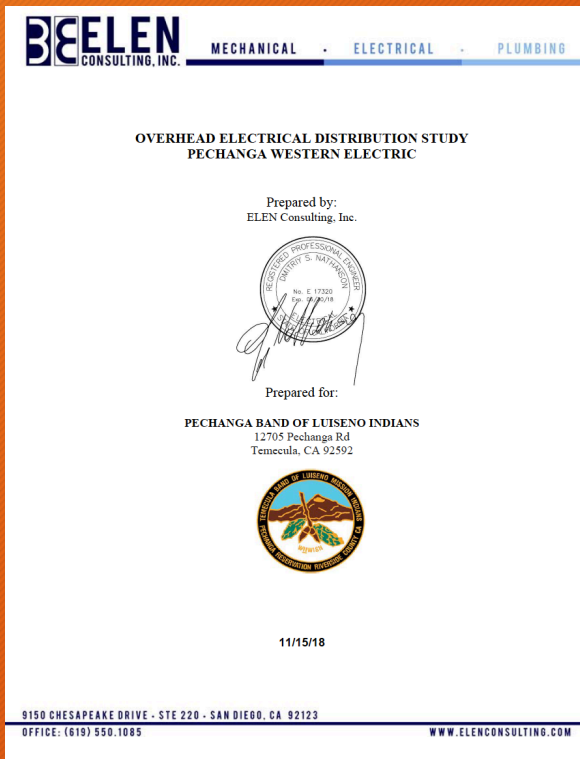 ELEN
CONSULTING, INC.
MECHANICAL · ELECTRICAL · PLUMBING
OVERHEAD ELECTRICAL DISTRIBUTION STUDY
PECHANGA WESTERN ELECTRIC
Prepared by:
ELEN Consulting, Inc.
REGISTERED PROFESSIONAL ENGINEER
DMITRIY S. NATHANSON
No. E 17320
Prepared for:
PECHANGA BAND OF LUISENO INDIANS
12705 Pechanga Rd
Temecula, CA 92592
TEMECULA BAND OF LUISENO MISSION INDIANS
PECHANGA RESERVATION RIVERSIDE COUNTY CA
11/15/18
9150 CHESAPEAKE DRIVE - STE 220 - SAN DIEGO, CA 92123
OFFICE: (619) 550.1085
WWW.ELENCONSULTING.COM